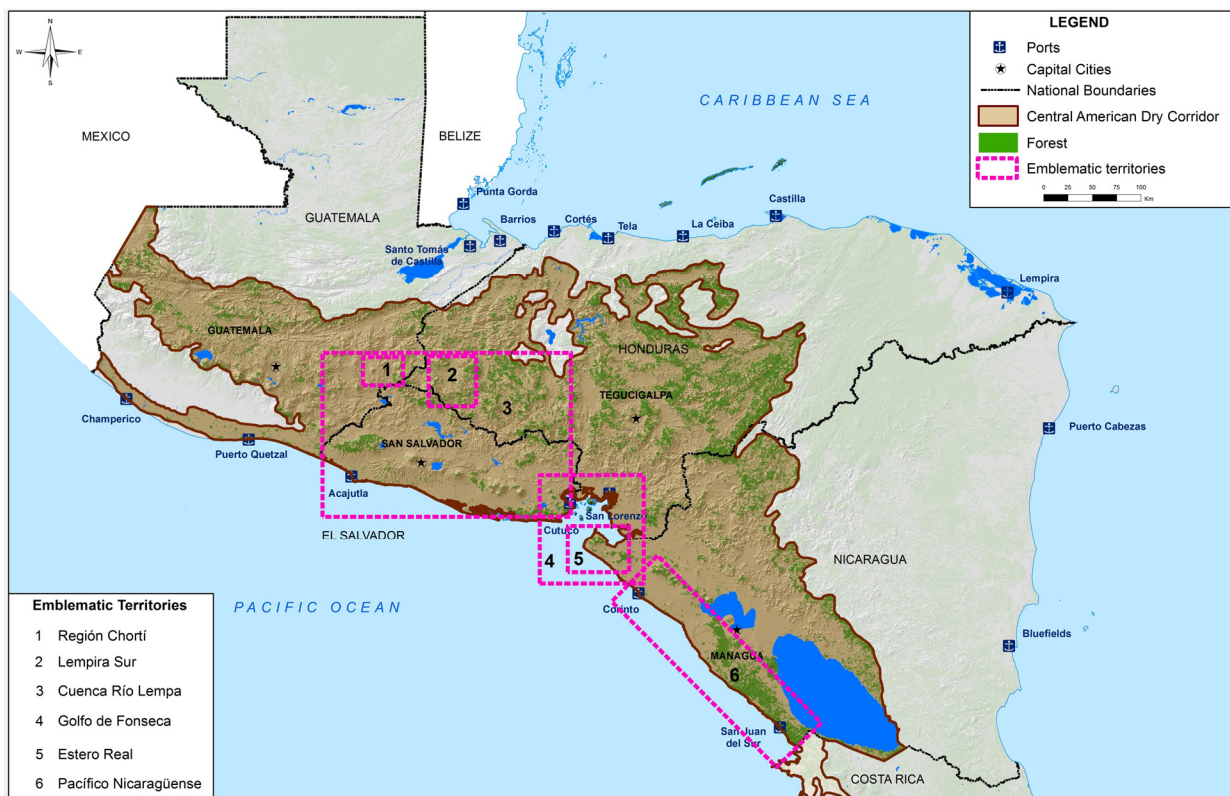 N
W
E
S
LEGEND
Ports
Capital Cities
National Boundaries
Central American Dry Corridor
Forest
Emblematic territories
0 25 50 75 100
Km
CARIBBEAN SEA
MEXICO
BELIZE
Punta Gorda
GUATEMALA
Barrios
Cortés
Tela
La Ceiba
Castilla
Santo Tomás
de Castilla
Lempira
GUATEMALA
HONDURAS
1
2
3
TEGUCIGALPA
Champerico
Puerto Quetzal
SAN SALVADOR
Puerto Cabezas
Acajutla
San Lorenzo
Cutuco
EL SALVADOR
4
5
NICARAGUA
PACIFIC OCEAN
Corinto
MANAGUA
6
Bluefields
San Juan
del Sur
COSTA RICA
Emblematic Territories
1 Región Chortí
2 Lempira Sur
3 Cuenca Río Lempa
4 Golfo de Fonseca
5 Estero Real
6 Pacífico Nicaragüense